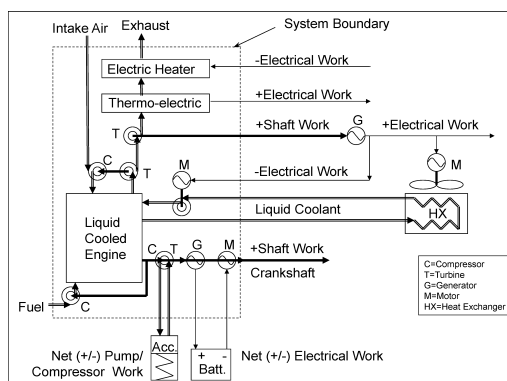 Exhaust
System Boundary
Intake Air
Electric Heater
-Electrical Work
Thermo-electric
+Electrical Work
T
+Shaft Work
G
+Electrical Work
C
T
M
-Electrical Work
M
Liquid Coolant
HX
Liquid
Cooled
Engine
C
T
G
M
+Shaft Work
Crankshaft
Fuel
C
C=Compressor
T=Turbine
G=Generator
M=Motor
HX=Heat Exchanger
Net (+/-) Pump/
Compressor Work
Acc.
+ -
Batt.
Net (+/-) Electrical Work